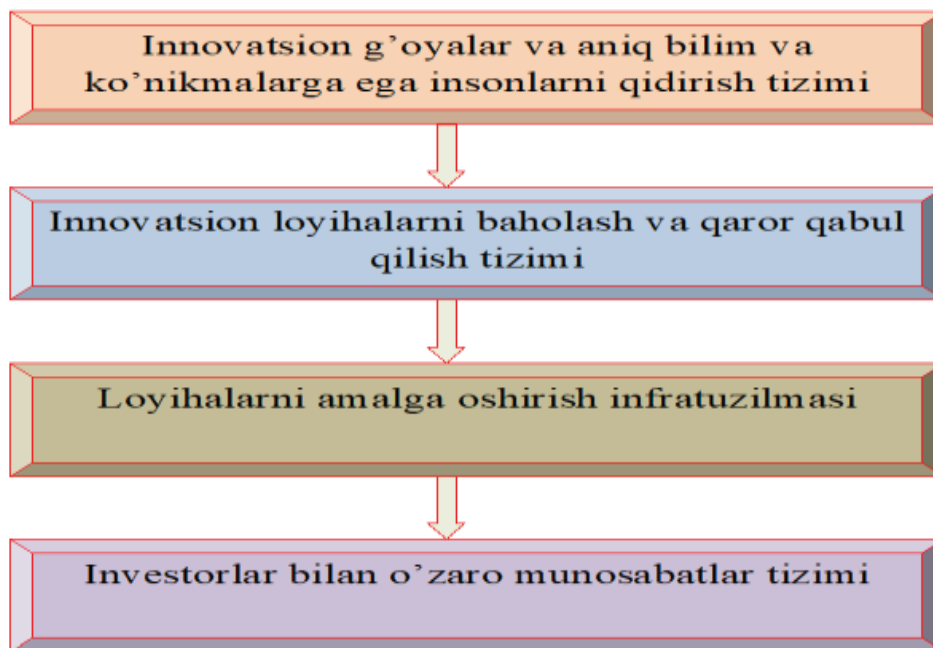 Innovatsion g’oyalar va aniq bilim va
ko’nikmalarga ega insonlarni qidirish tizimi
Innovatsion loyihalarni baholash va qaror qabul
qilish tizimi
Loyihalarni amalga oshirish infratuzilmasi
Investorlar bilan o’zaro munosabatlar tizimi